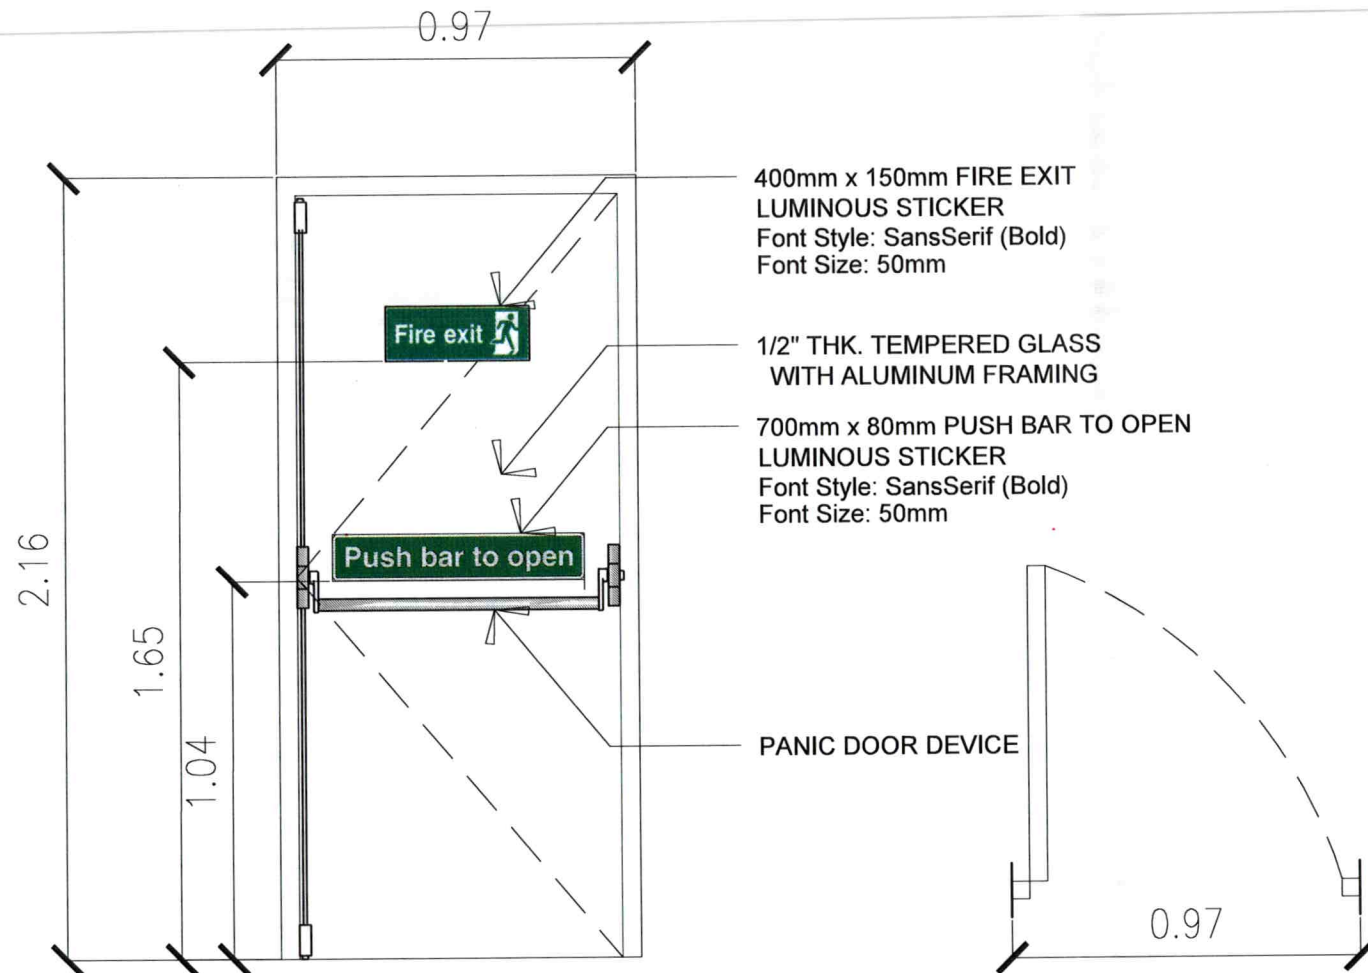 0.97
400mm x 150mm FIRE EXIT
LUMINOUS STICKER
Font Style: SansSerif (Bold)
Font Size: 50mm
Fire exit
1/2" THK. TEMPERED GLASS
WITH ALUMINUM FRAMING
700mm x 80mm PUSH BAR TO OPEN
LUMINOUS STICKER
Font Style: SansSerif (Bold)
Font Size: 50mm
Push bar to open
2.16
1.65
1.04
PANIC DOOR DEVICE
0.97